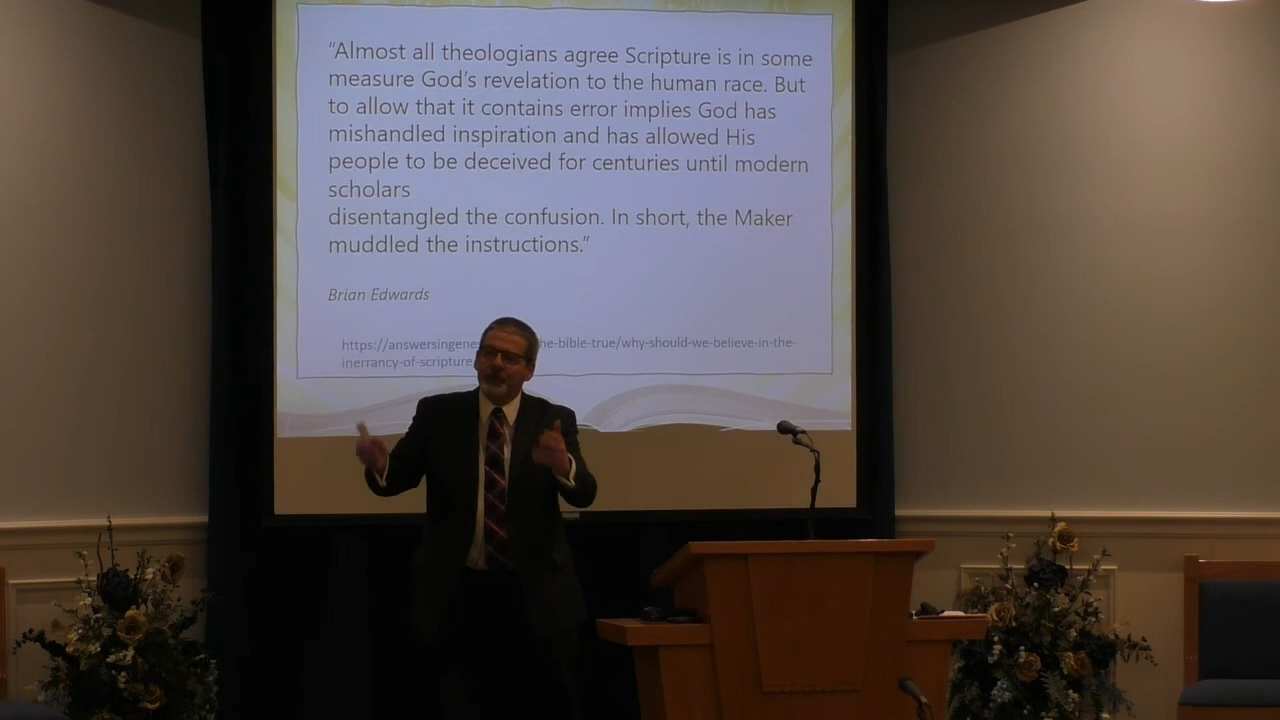 "Almost all theologians agree Scripture is in some
measure God's revelation to the human race. But
to allow that it contains error implies God has
mishandled inspiration and has allowed His
people to be deceived for centuries until modern
scholars
disentangled the confusion. In short, the Maker
muddled the instructions."
Brian Edwards
https://answersingene he-bible-true/why-should-we-believe-in-the-
inerrancy-of-scripture